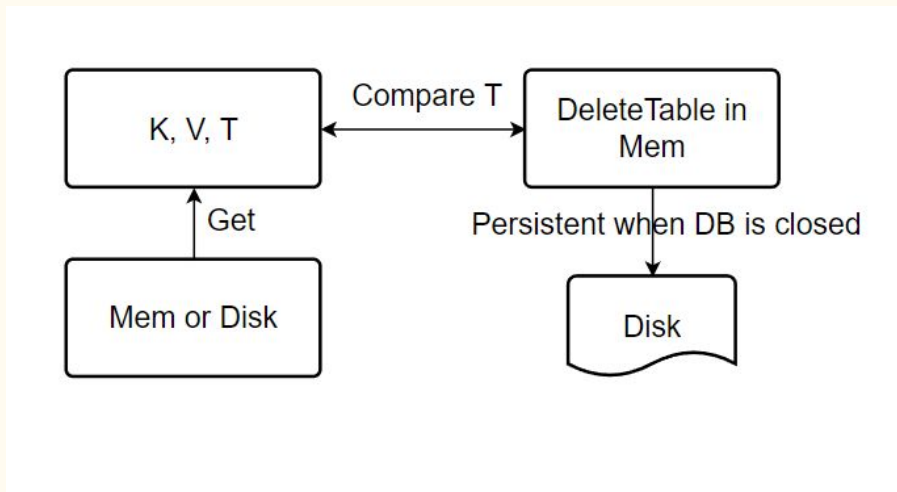 K, V, T
Compare T
DeleteTable in
Mem
Get
Persistent when DB is closed
Mem or Disk
Disk